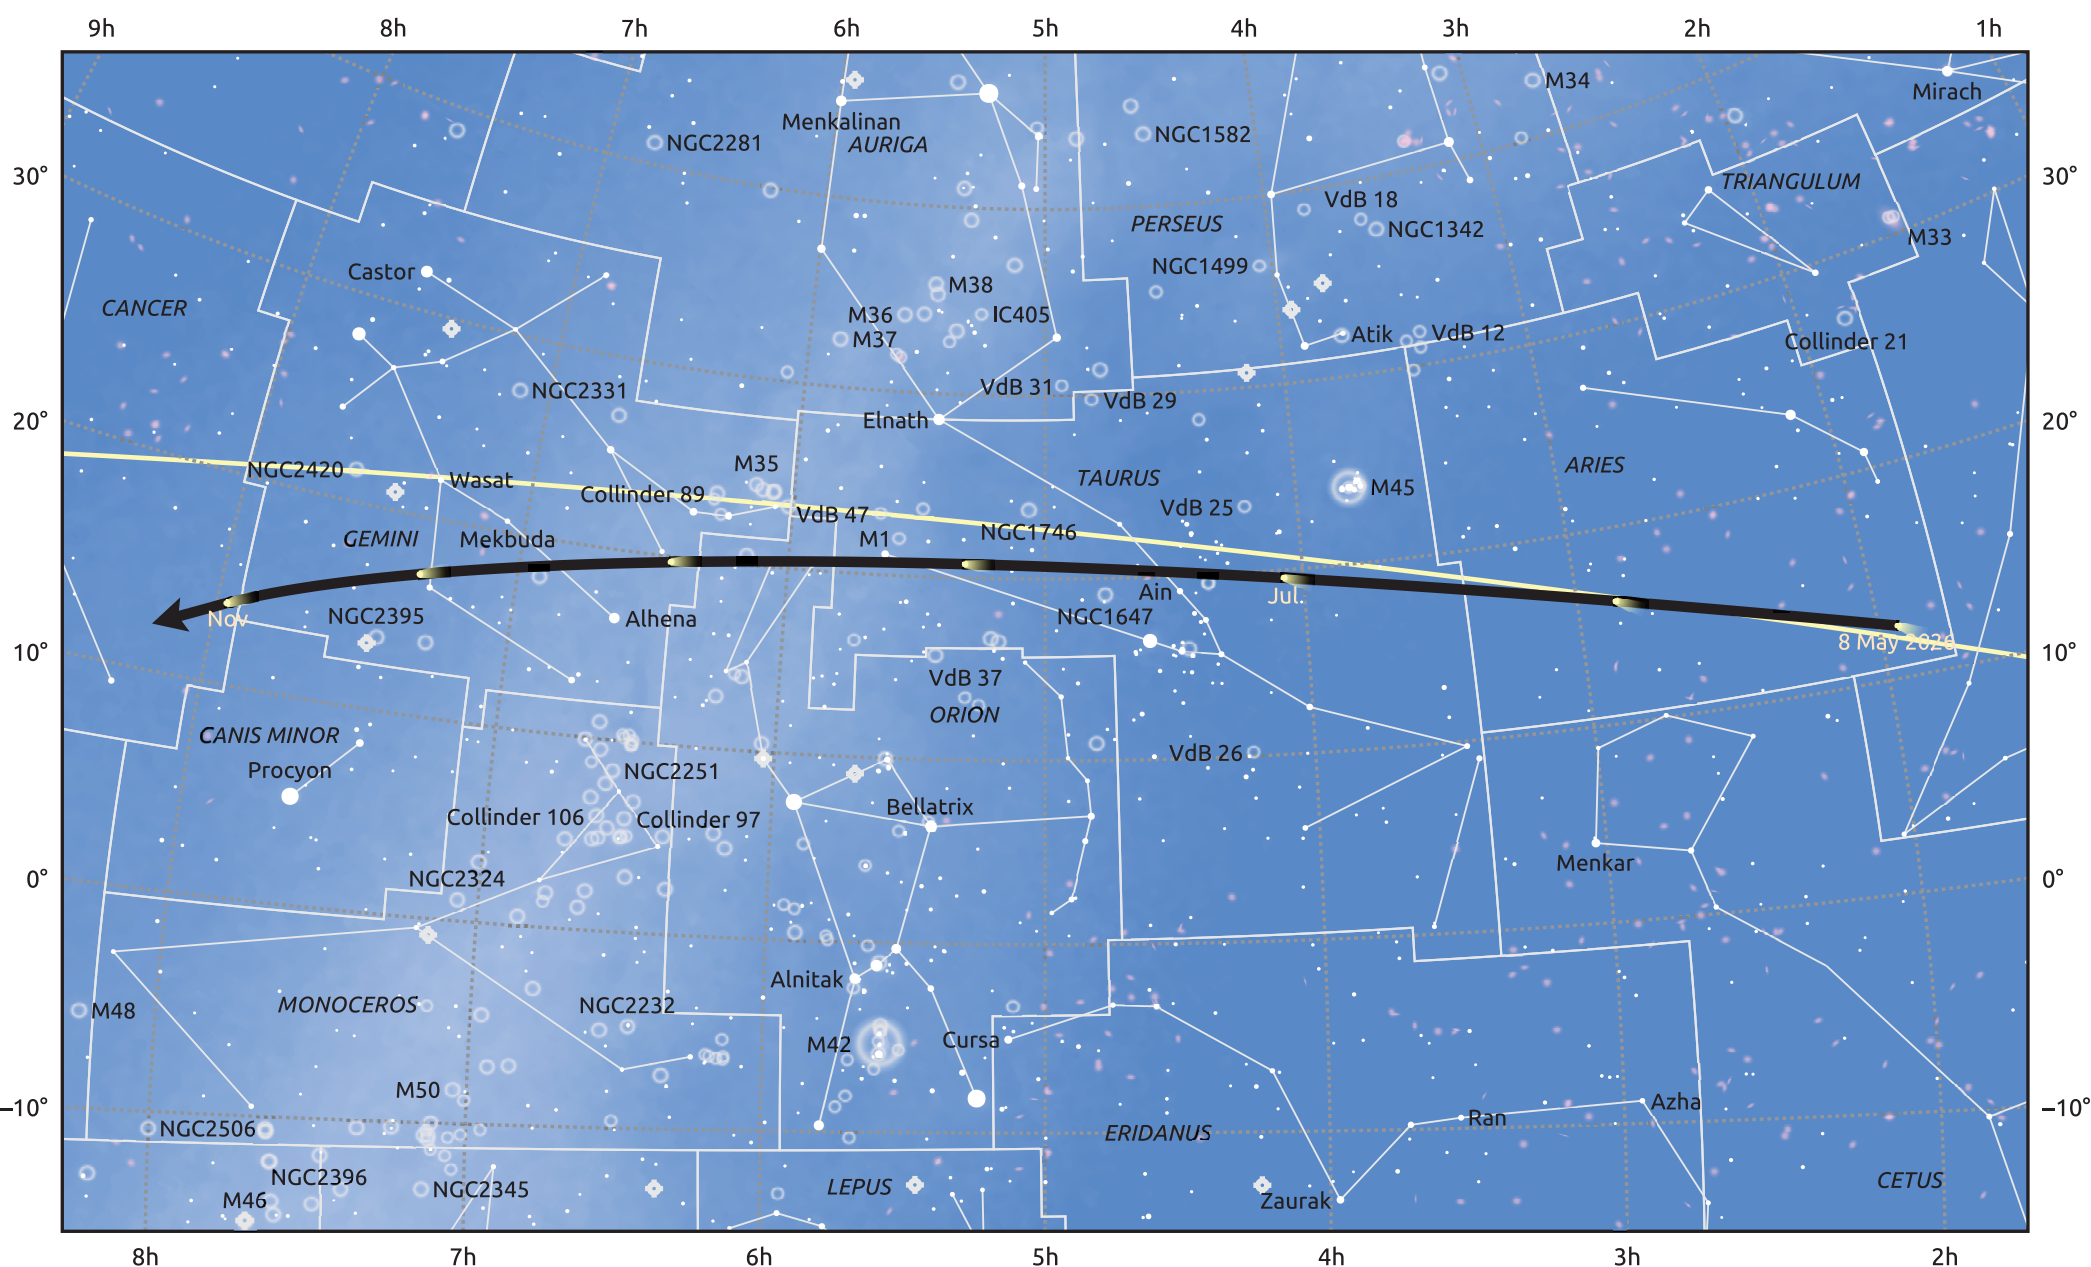 9h 8h 7h 6h 5h 4h 3h 2h 1h
M34
Mirach
Menkalinan
AURIGA
NGC2281
NGC1582
30° 30°
TRIANGULUM
VdB 18
PERSEUS
NGC1342
M33
Castor
NGC1499
M38
CANCER
M36
IC405
M37
Atik
VdB 12
Collinder 21
NGC2331
VdB 31
VdB 29
20°
Elnath
20°
ARIES
NGC2420
M35
Wasat
TAURUS
M45
Collinder 89
VdB 25
VdB 47
NGC1746
GEMINI
Mekbuda
M1
Ain
Jul.
NGC2395
NGC1647
Nov
Alhena
8 May 2026
10° 10°
VdB 37
ORION
CANIS MINOR
VdB 26
Procyon
NGC2251
Bellatrix
Collinder 106
Collinder 97
Menkar
0°
NGC2324
0°
Alnitak
MONOCEROS
NGC2232
M48
M42
Cursa
M50
Azha
−10°
Ran
−10°
NGC2506
ERIDANUS
NGC2396
CETUS
NGC2345
LEPUS
M46
Zaurak
8h 7h 6h 5h 4h 3h 2h